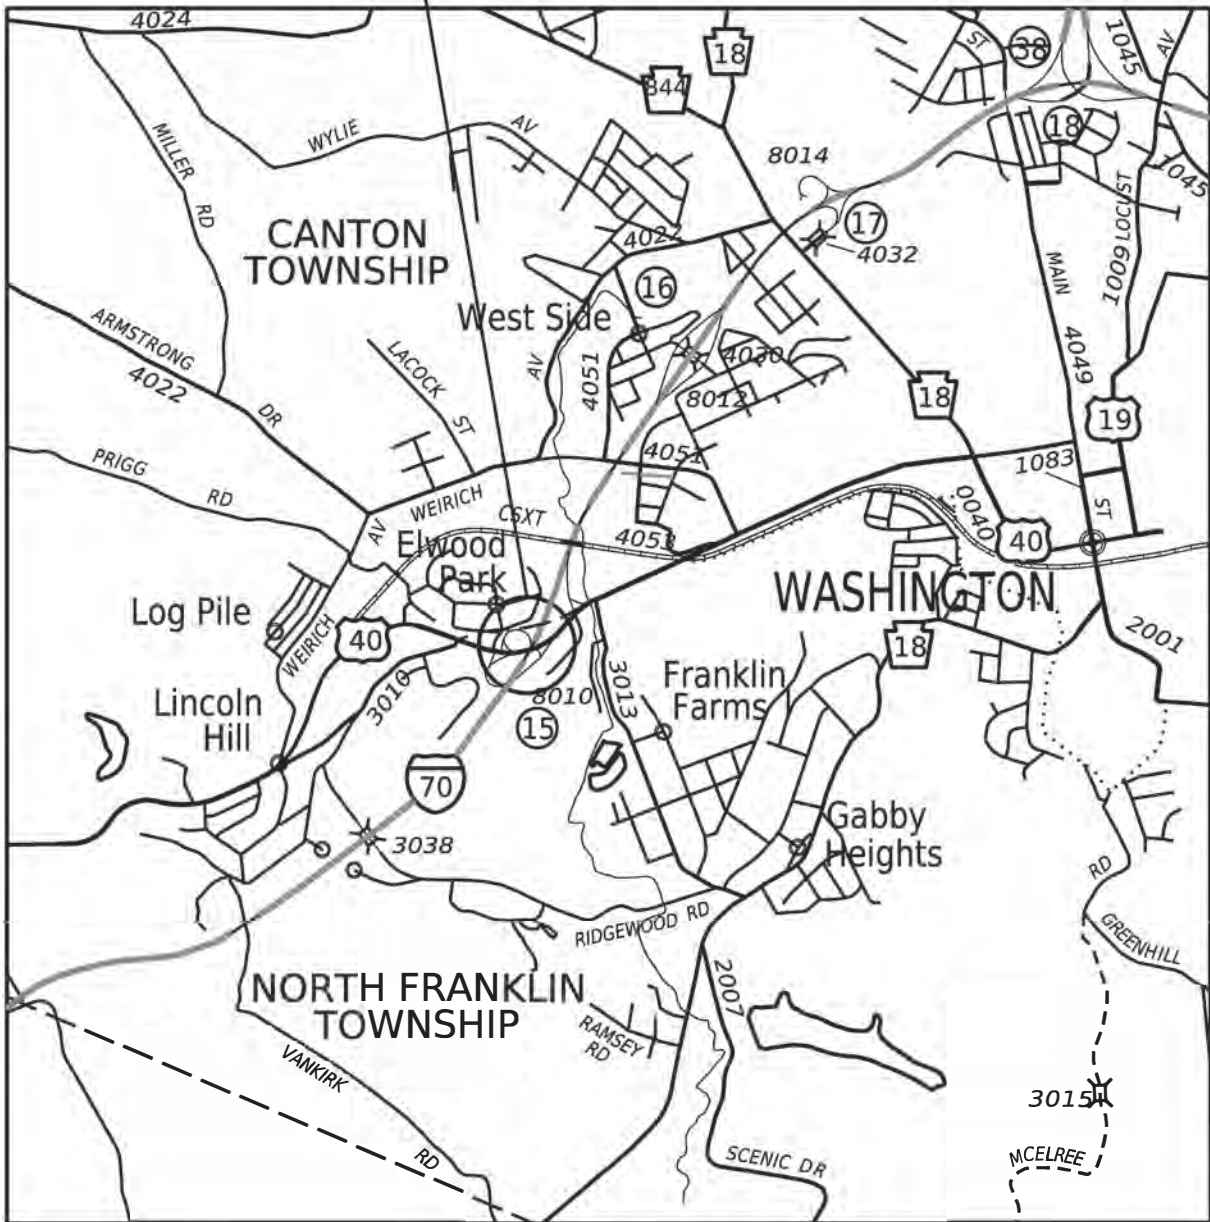 4024
18
844
ST
38
1045
AV
MILLER
RD
WYLIE
AV
8014
18
1045
LOCUST
1009
CANTON
TOWNSHIP
4022
17
4032
MAIN
16
West Side
ARMSTRONG
DR
4022
LACOCK
ST
AV
4051
4030
8012
4049
18
19
PRIGG
RD
4051
1083
ST
WEIRICH
AV
CSXT
4053
0040
40
Elwood
Park
WASHINGTON
Log Pile
WEIRICH
40
18
2001
3010
8010
3013
Franklin
Farms
Lincoln
Hill
15
70
3038
Gabby
Heights
RD
GREENHILL
RIDGEWOOD RD
NORTH FRANKLIN
TOWNSHIP
2007
RAMSEY
RD
VANKIRK
RD
3015
MCELREE
SCENIC DR